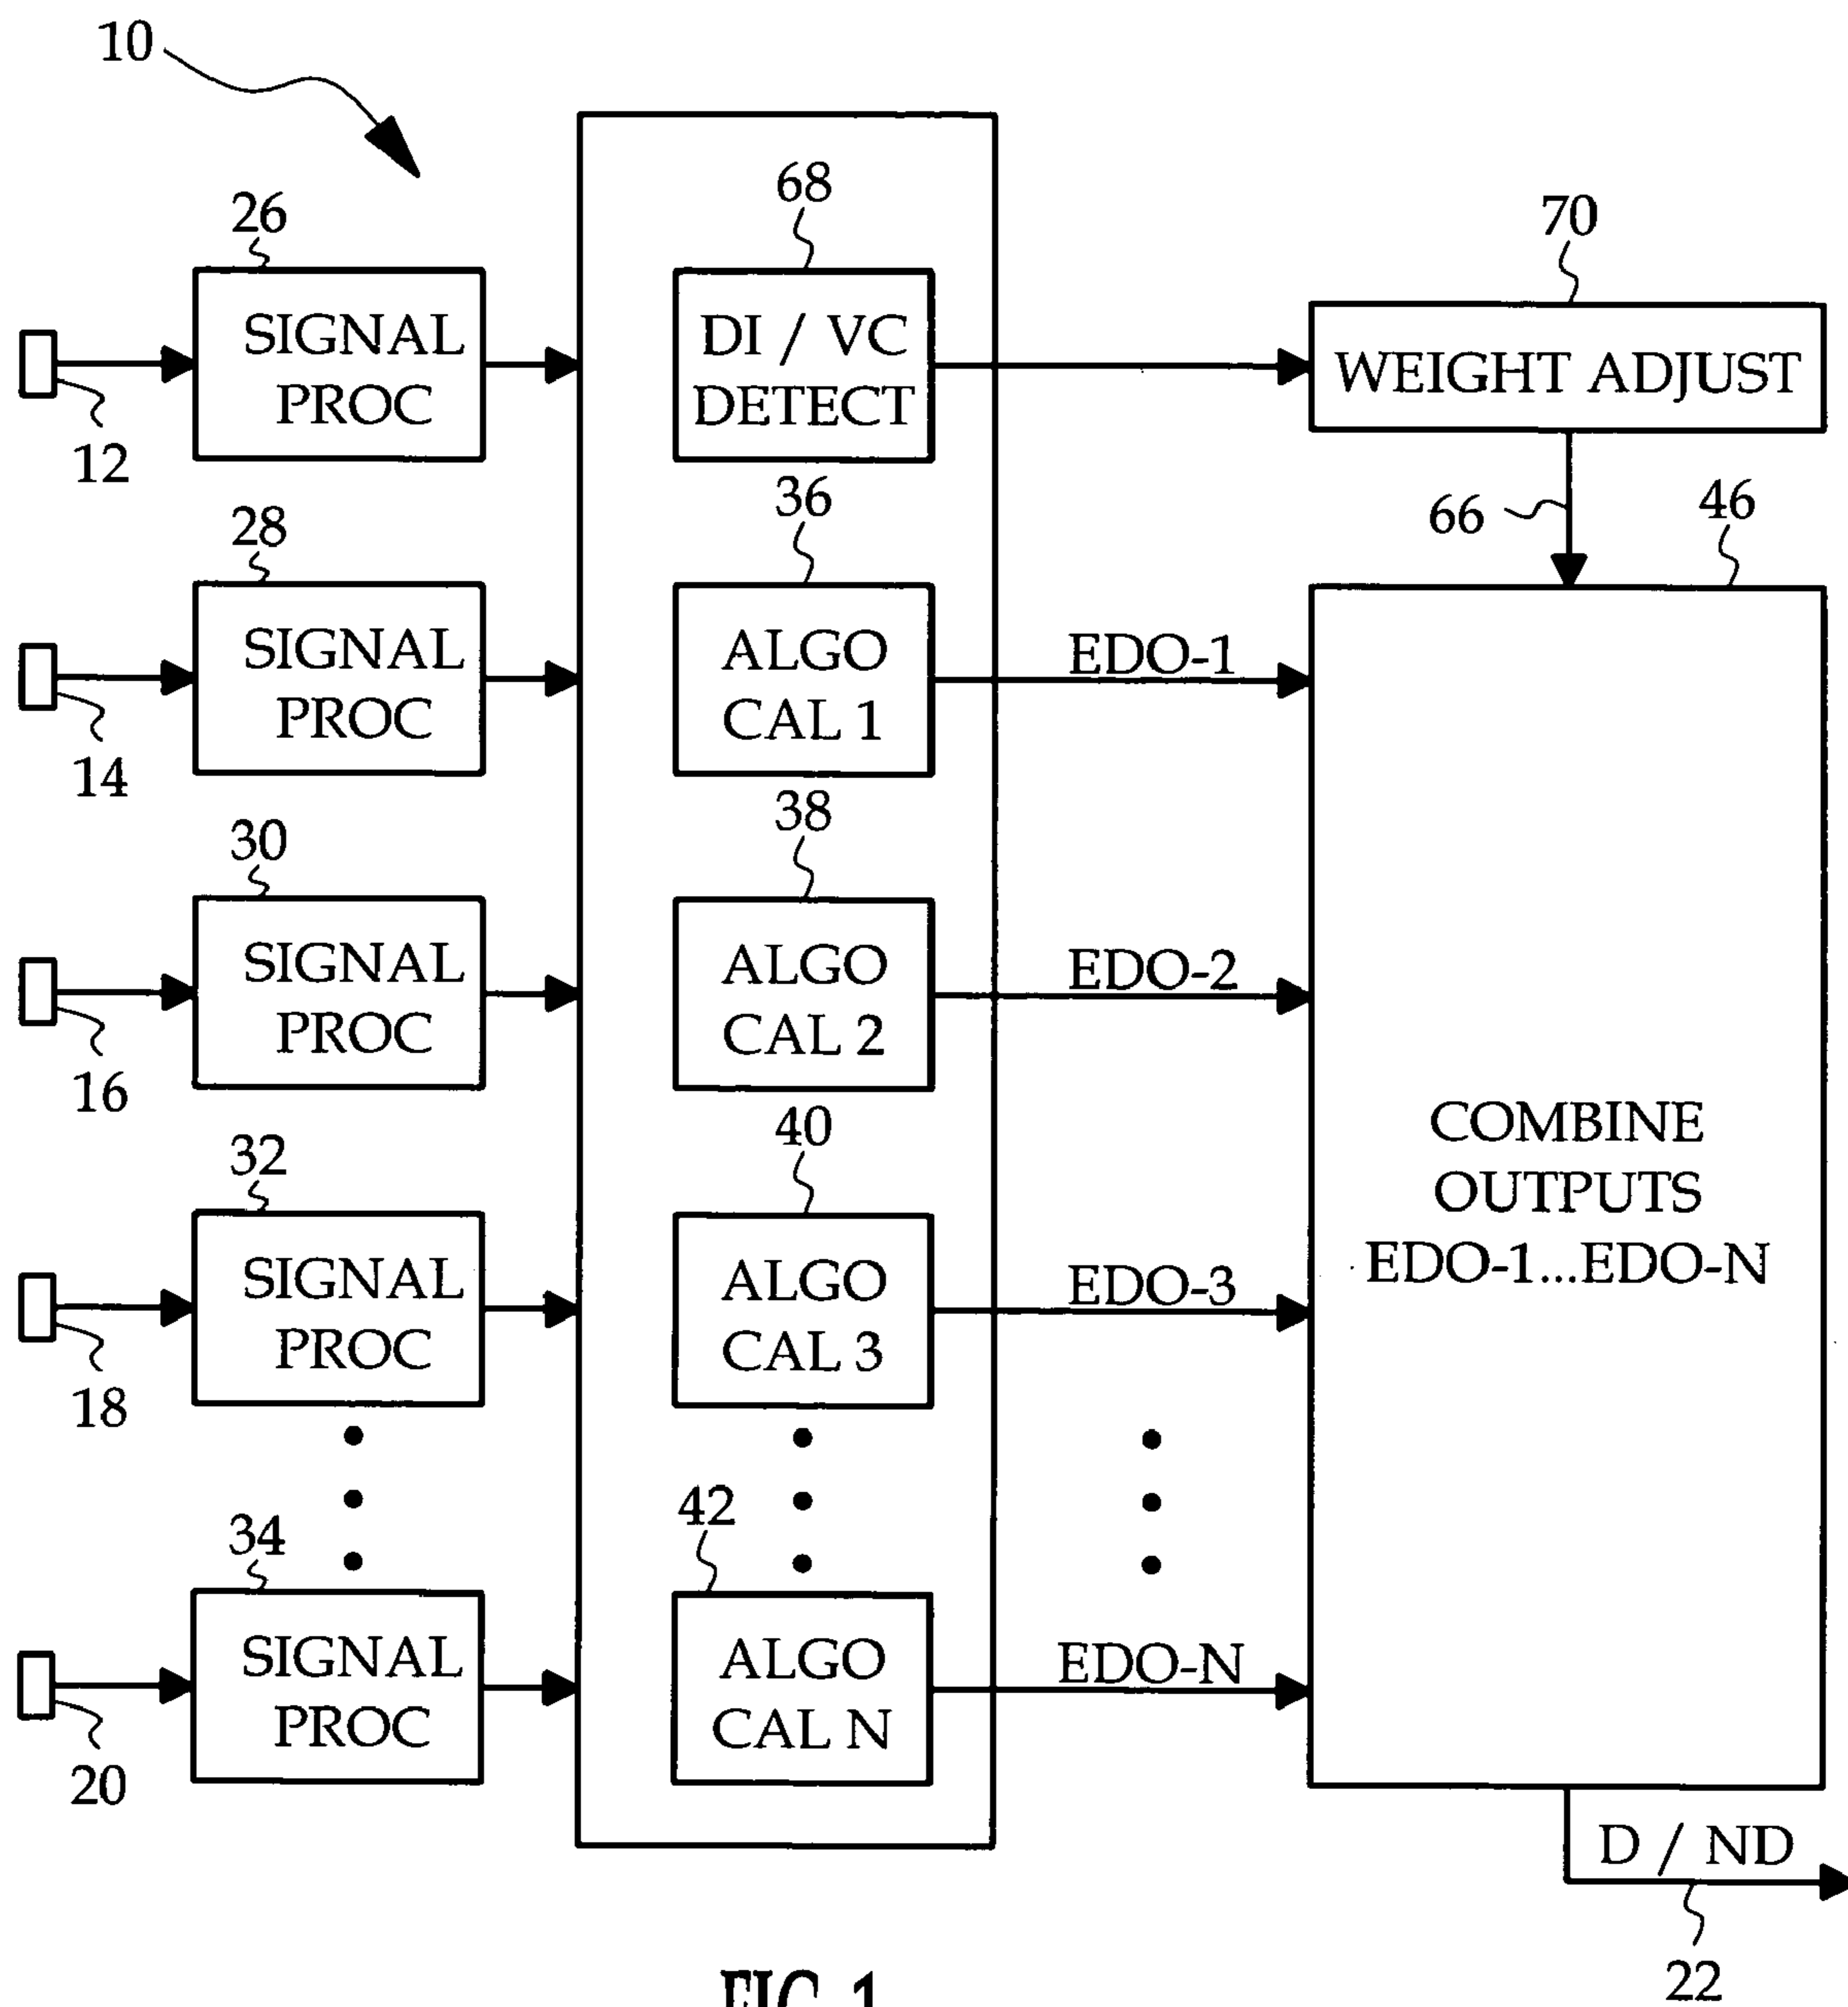 10
68
26
70
SIGNAL
PROC
DI / VC
DETECT
WEIGHT ADJUST
12
36
66
46
28
SIGNAL
PROC
ALGO
CAL 1
EDO-1
14
38
30
SIGNAL
PROC
ALGO
CAL 2
EDO-2
16
40
32
COMBINE
OUTPUTS
EDO-1...EDO-N
SIGNAL
PROC
ALGO
CAL 3
EDO-3
18
42
34
SIGNAL
PROC
ALGO
CAL N
EDO-N
20
D / ND
22
FIG. 1